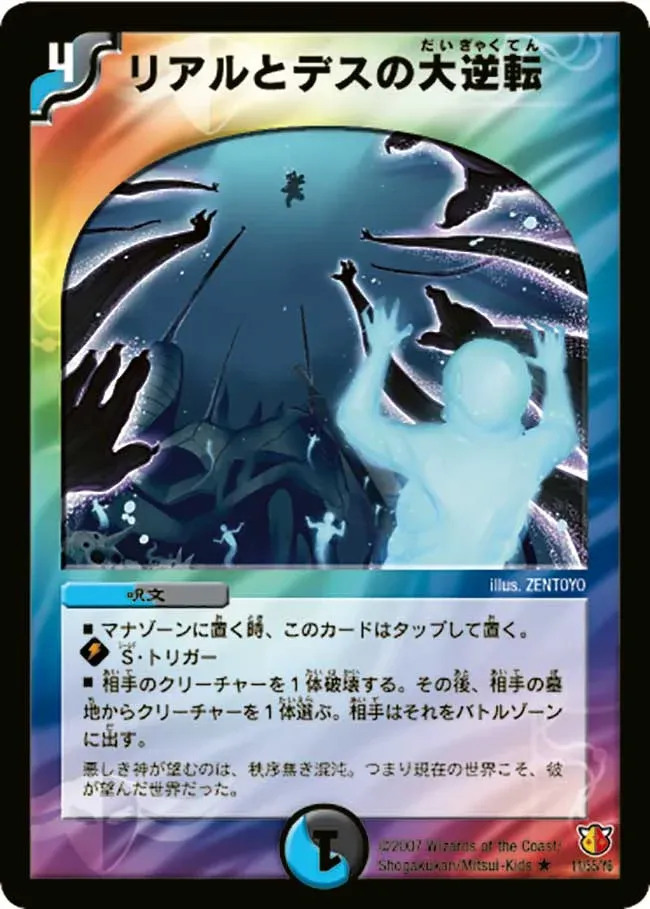 4
だいぎゃくてん
リアルとデスの大逆転
illus. ZENTOYO
呪文
■ マナゾーンに置く時、このカードはタップして置く。
S・トリガー
■ 相手のクリーチャーを1体破壊する。その後、相手の墓
地からクリーチャーを1体選ぶ。相手はそれをバトルゾーン
に出す。
悪しき神が望むのは、秩序無き混沌。つまり現在の世界こそ、彼
が望んだ世界だった。
1
©2007 Wizards of the Coast/
Shogakukan/Mitsui-Kids ★
11/55/Y6